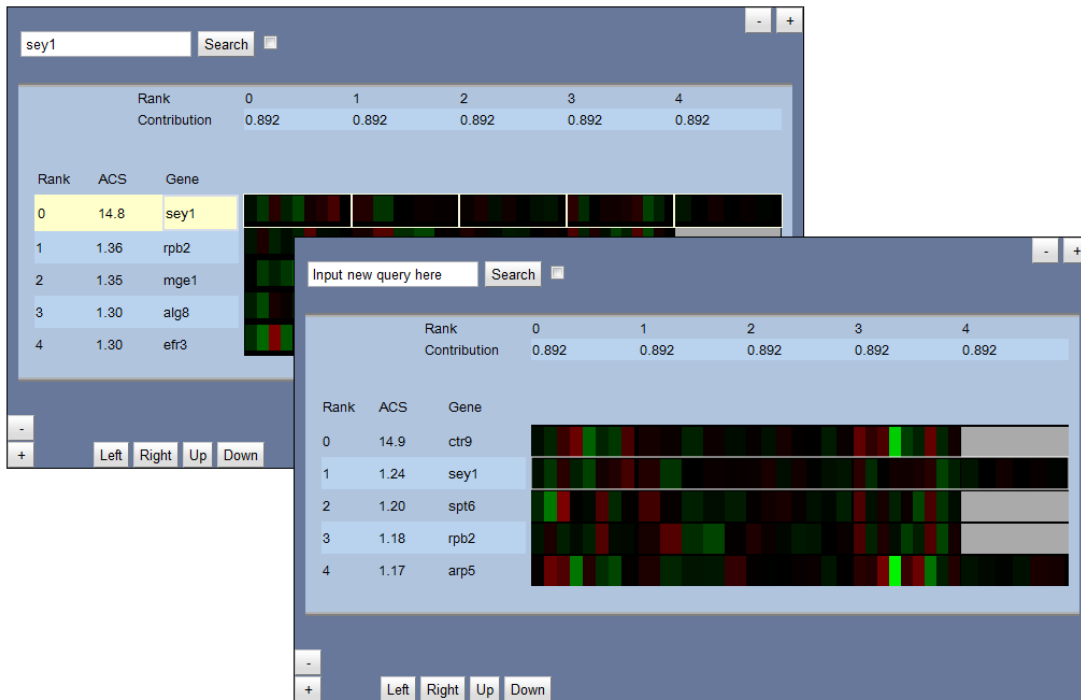 - +
sey1 Search
Rank 0 1 2 3 4
Contribution 0.892 0.892 0.892 0.892 0.892
Rank ACS Gene
0 14.8 sey1
1 1.36 rpb2
2 1.35 mge1
3 1.30 alg8
4 1.30 efr3
-
+
Left Right Up Down
- +
Input new query here Search
Rank 0 1 2 3 4
Contribution 0.892 0.892 0.892 0.892 0.892
Rank ACS Gene
0 14.9 ctr9
1 1.24 sey1
2 1.20 spt6
3 1.18 rpb2
4 1.17 arp5
-
+
Left Right Up Down